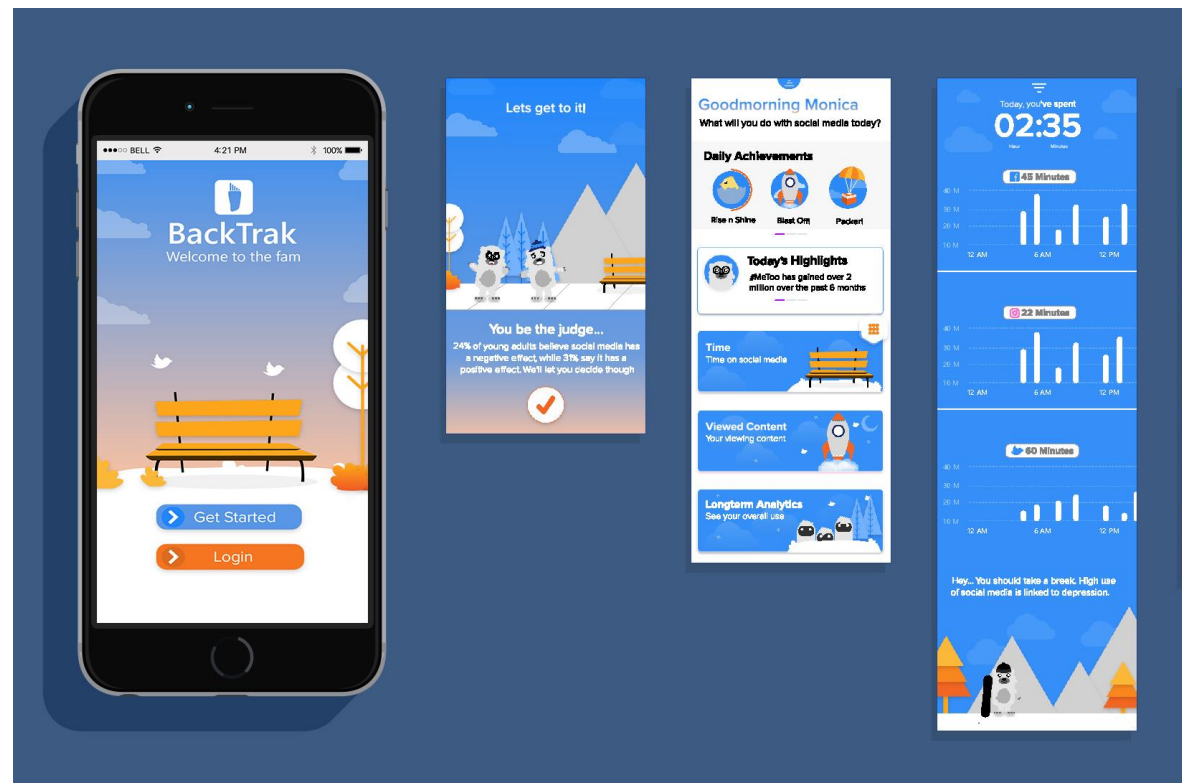 BELL 4:21 PM 100%
BackTrak
Welcome to the fam
Get Started
Login
Lets get to it!
You be the judge...
24% of young adults believe social media has
a negative effect, while 31% say it has a
positive effect. We'll let you decide though
Goodmorning Monica
What will you do with social media today?
Daily Achievements
Rise n Shine
Blast Off!
Packer!
Today's Highlights
#MeToo has gained over 2
million over the past 6 months
Time
Time on social media
Viewed Content
Your viewing content
Longterm Analytics
See your overall use
Today, you've spent
02:35
Hour Minutes
45 Minutes
40 M
30 M
20 M
10 M
12 AM 6 AM 12 PM
22 Minutes
40 M
30 M
20 M
10 M
12 AM 6 AM 12 PM
60 Minutes
40 M
30 M
20 M
10 M
12 AM 6 AM 12 PM
Hey... You should take a break. High use
of social media is linked to depression.